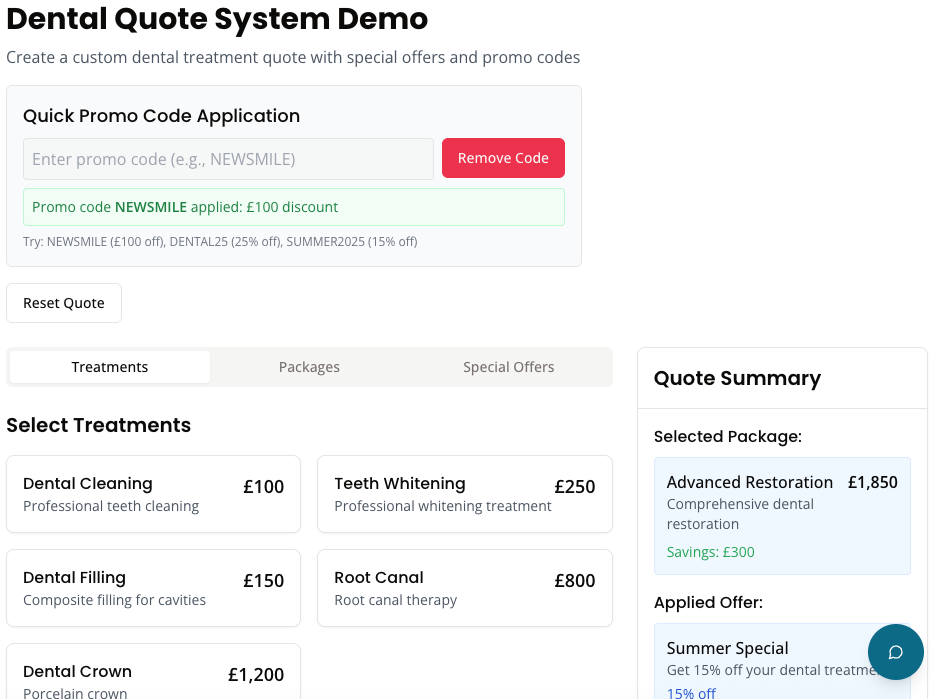 Dental Quote System Demo
Create a custom dental treatment quote with special offers and promo codes
Quick Promo Code Application
Enter promo code (e.g., NEWSMILE)
Remove Code
Promo code NEWSMILE applied: £100 discount
Try: NEWSMILE (£100 off), DENTAL25 (25% off), SUMMER2025 (15% off)
Reset Quote
Treatments
Packages
Special Offers
Select Treatments
Dental Cleaning
£100
Professional teeth cleaning
Teeth Whitening
£250
Professional whitening treatment
Dental Filling
£150
Composite filling for cavities
Root Canal
£800
Root canal therapy
Dental Crown
£1,200
Porcelain crown
Quote Summary
Selected Package:
Advanced Restoration
£1,850
Comprehensive dental
restoration
Savings: £300
Applied Offer:
Summer Special
Get 15% off your dental
15% off